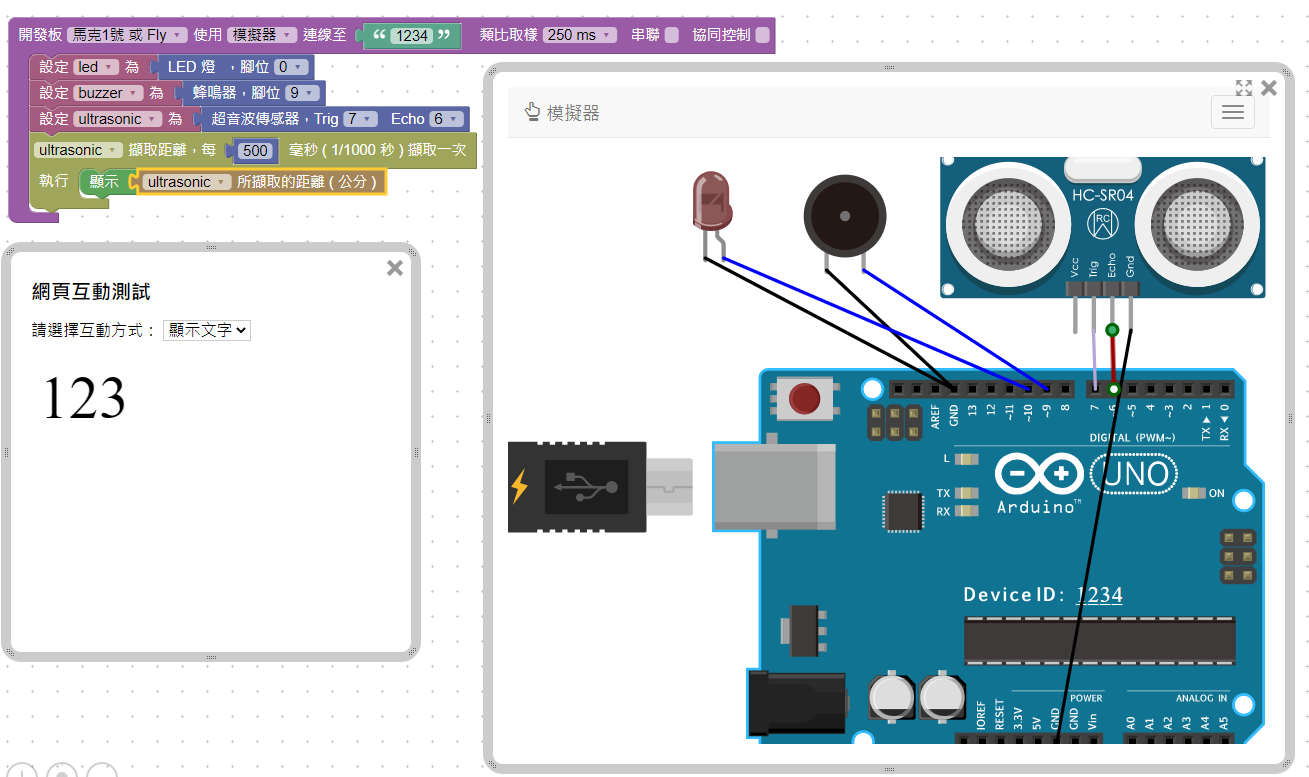 開發板 馬克1號 或 Fly 使用 模擬器 連線至 “ 1234 ” 類比取樣 250 ms 串聯 協同控制
設定 led 為 LED 燈 ，腳位 0
設定 buzzer 為 蜂鳴器，腳位 9
設定 ultrasonic 為 超音波傳感器，Trig 7 Echo 6
ultrasonic 擷取距離，每 500 毫秒 ( 1/1000 秒 ) 擷取一次
執行 顯示 ultrasonic 所擷取的距離 ( 公分 )
網頁互動測試
請選擇互動方式： 顯示文字
123
模擬器
HC-SR04
RC
Vcc Trig Echo Gnd
AREF GND 13 12 ~11 ~10 ~9 8 7 6 ~5 4 ~3 2 TX ▶ 1 RX ◀ 0
DIGITAL (PWM~)
L
TX
RX
UNO
Arduino™
ON
Device ID: 1234
POWER
ANALOG IN
IOREF RESET 3.3V 5V GND GND Vin A0 A1 A2 A3 A4 A5